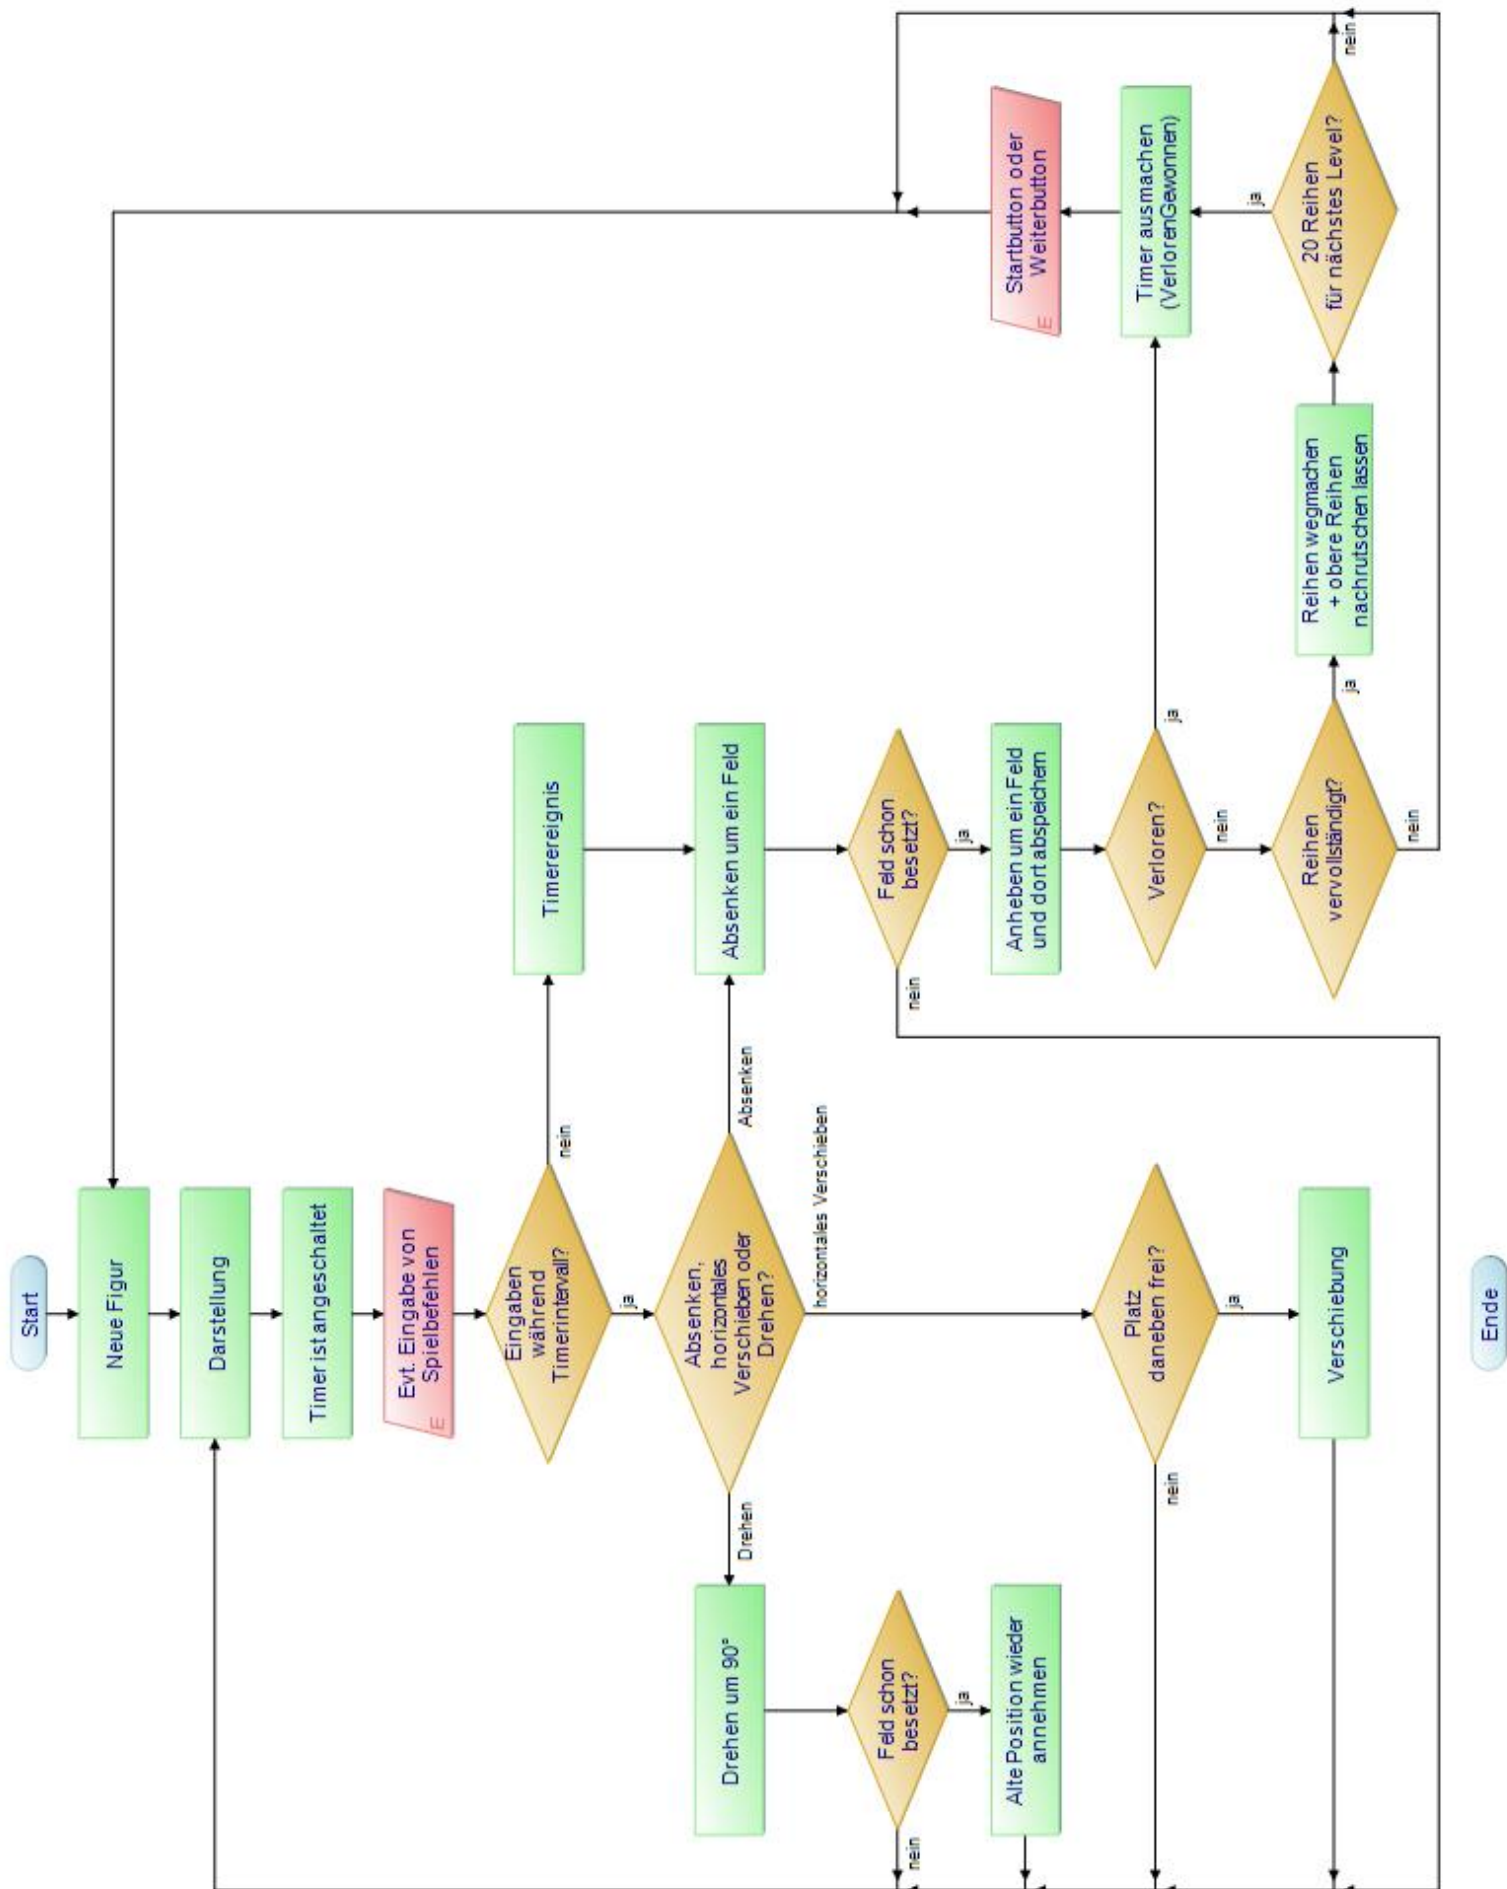 Start
Neue Figur
Darstellung
Timer ist angeschaltet
Evt. Eingabe von
Spielbefehlen
E
Eingaben
während
Timerintervall?
nein
ja
Timerereignis
Absenken,
horizontales
Verschieben oder
Drehen?
Drehen
Absenken
horizontales Verschieben
Drehen um 90°
Feld schon
besetzt?
nein
ja
Alte Position wieder
annehmen
Platz
daneben frei?
nein
ja
Verschiebung
Absenken um ein Feld
Feld schon
besetzt?
nein
ja
Anheben um ein Feld
und dort abspeichern
Verloren?
ja
nein
Reihen
vervollständigt?
ja
nein
Reihen wegmachen
+ obere Reihen
nachrutschen lassen
20 Reihen
für nächstes Level?
ja
nein
Timer ausmachen
(VerlorenGewonnen)
Startbutton oder
Weiterbutton
E
Ende